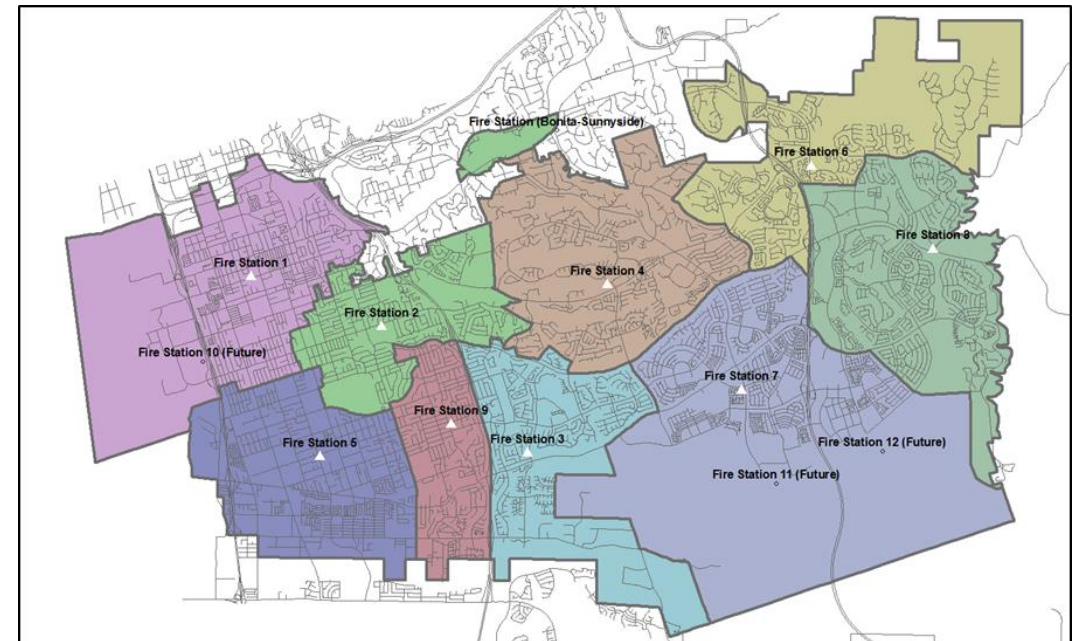 Fire Station (Bonita-Sunnyside)
Fire Station 6
Fire Station 8
Fire Station 1
Fire Station 4
Fire Station 2
Fire Station 10 (Future)
Fire Station 7
Fire Station 9
Fire Station 5
Fire Station 3
Fire Station 12 (Future)
Fire Station 11 (Future)